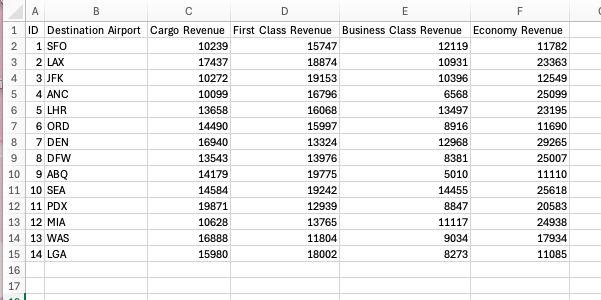 A B C D E F
1 ID Destination Airport Cargo Revenue First Class Revenue Business Class Revenue Economy Revenue
2 1 SFO 10239 15747 12119 11782
3 2 LAX 17437 18874 10931 23363
4 3 JFK 10272 19153 10396 12549
5 4 ANC 10099 16796 6568 25099
6 5 LHR 13658 16068 13497 23195
7 6 ORD 14490 15997 8916 11690
8 7 DEN 16940 13324 12968 29265
9 8 DFW 13543 13976 8381 25007
10 9 ABQ 14179 19775 5010 11110
11 10 SEA 14584 19242 14455 25618
12 11 PDX 19871 12939 8847 20583
13 12 MIA 10628 13765 11117 24938
14 13 WAS 16888 11804 9034 17934
15 14 LGA 15980 18002 8273 11085
16
17